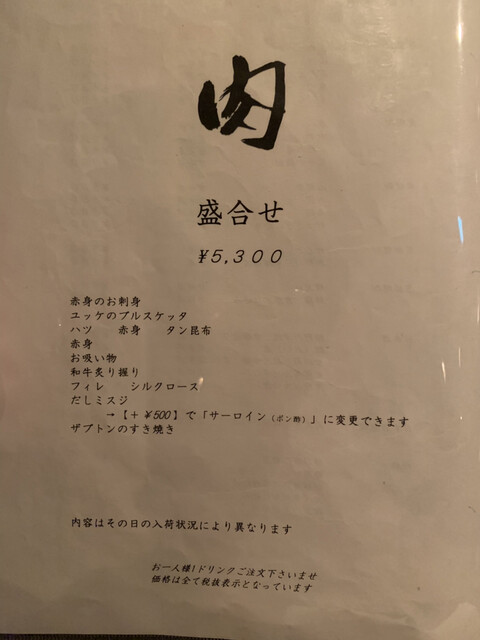 肉
盛合せ
¥5,300
赤身のお刺身
ユッケのブルスケッタ
ハツ　赤身　タン昆布
赤身
お吸い物
和牛炙り握り
フィレ　シルクロース
だしミスジ
→【+ ¥500】で「サーロイン（ポン酢）」に変更できます
ザブトンのすき焼き
内容はその日の入荷状況により異なります
お一人様1ドリンクご注文下さいませ
価格は全て税抜表示となっています